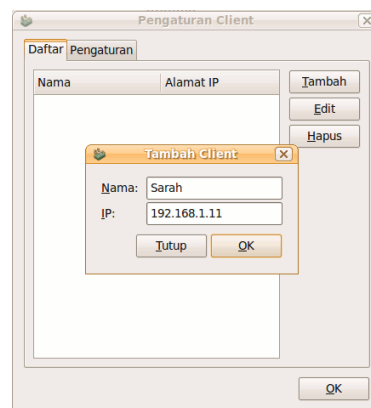 Pengaturan Client
Daftar Pengaturan
Nama Alamat IP
Tambah
Edit
Hapus
Tambah Client
Nama: Sarah
IP: 192.168.1.11
Tutup OK
OK